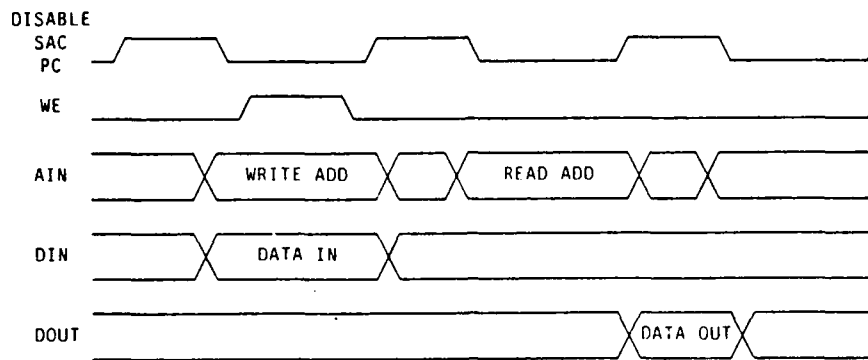 DISABLE
SAC
PC
WE
AIN
WRITE ADD
READ ADD
DIN
DATA IN
DOUT
DATA OUT